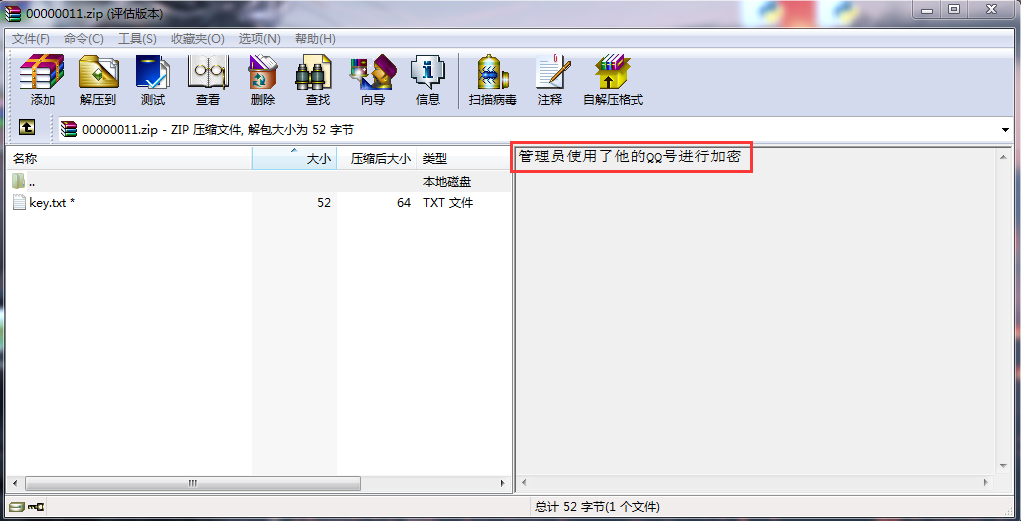 00000011.zip (评估版本)
文件(F) 命令(C) 工具(S) 收藏夹(O) 选项(N) 帮助(H)
添加 解压到 测试 查看 删除 查找 向导 信息 扫描病毒 注释 自解压格式
00000011.zip - ZIP 压缩文件, 解包大小为 52 字节
名称 大小 压缩后大小 类型
.. 本地磁盘
key.txt * 52 64 TXT 文件
管理员使用了他的QQ号进行加密
总计 52 字节(1 个文件)